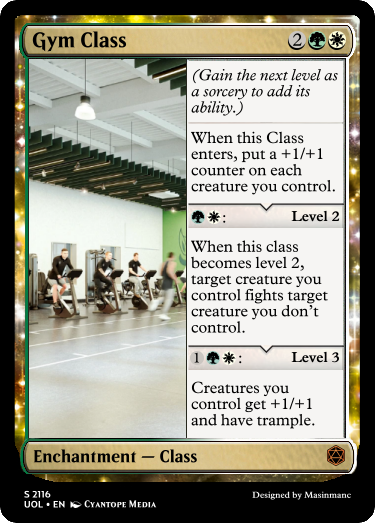 Gym Class 2GW
(Gain the next level as
a sorcery to add its
ability.)
When this Class
enters, put a +1/+1
counter on each
creature you control.
: Level 2
When this class
becomes level 2,
target creature you
control fights target
creature you don't
control.
1 : Level 3
Creatures you
control get +1/+1
and have trample.
Enchantment — Class
S 2116
UOL • EN Cyantope Media
Designed by Masinmanc